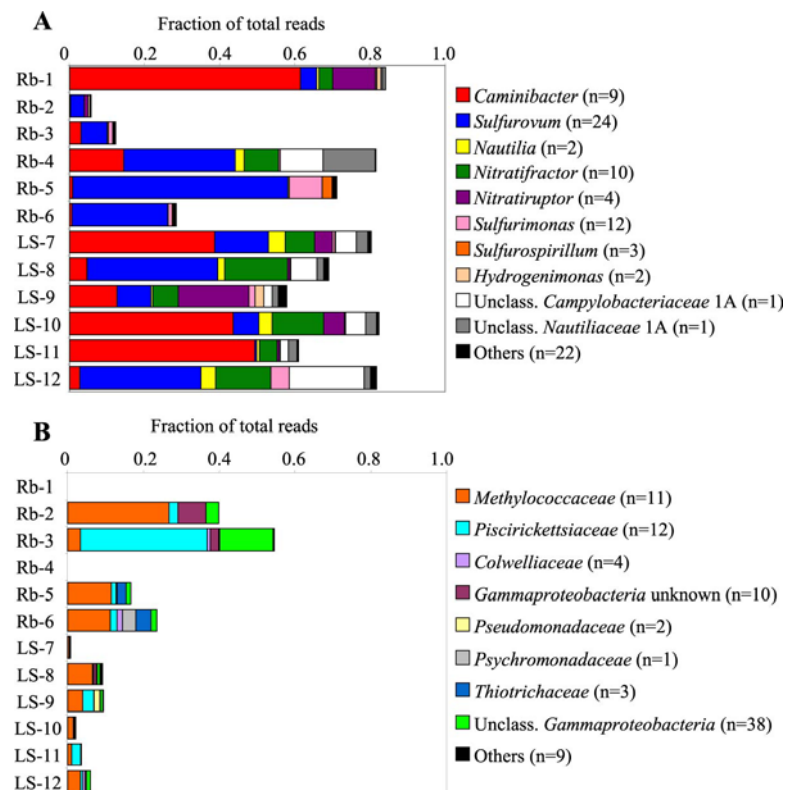 A
Fraction of total reads
0 0.2 0.4 0.6 0.8 1.0
Rb-1
Rb-2
Rb-3
Rb-4
Rb-5
Rb-6
LS-7
LS-8
LS-9
LS-10
LS-11
LS-12
Caminibacter (n=9)
Sulfurovum (n=24)
Nautilia (n=2)
Nitratifractor (n=10)
Nitratiruptor (n=4)
Sulfurimonas (n=12)
Sulfurospirillum (n=3)
Hydrogenimonas (n=2)
Unclass. Campylobacteriaceae 1A (n=1)
Unclass. Nautiliaceae 1A (n=1)
Others (n=22)
B
Fraction of total reads
0 0.2 0.4 0.6 0.8 1.0
Rb-1
Rb-2
Rb-3
Rb-4
Rb-5
Rb-6
LS-7
LS-8
LS-9
LS-10
LS-11
LS-12
Methylococcaceae (n=11)
Piscirickettsiaceae (n=12)
Colwelliaceae (n=4)
Gammaproteobacteria unknown (n=10)
Pseudomonadaceae (n=2)
Psychromonadaceae (n=1)
Thiotrichaceae (n=3)
Unclass. Gammaproteobacteria (n=38)
Others (n=9)